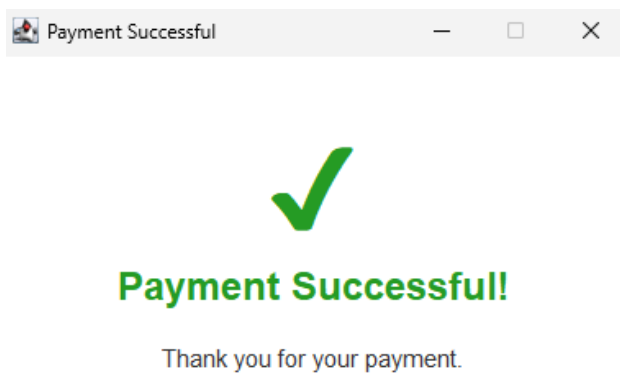 Payment Successful
Payment Successful!
Thank you for your payment.